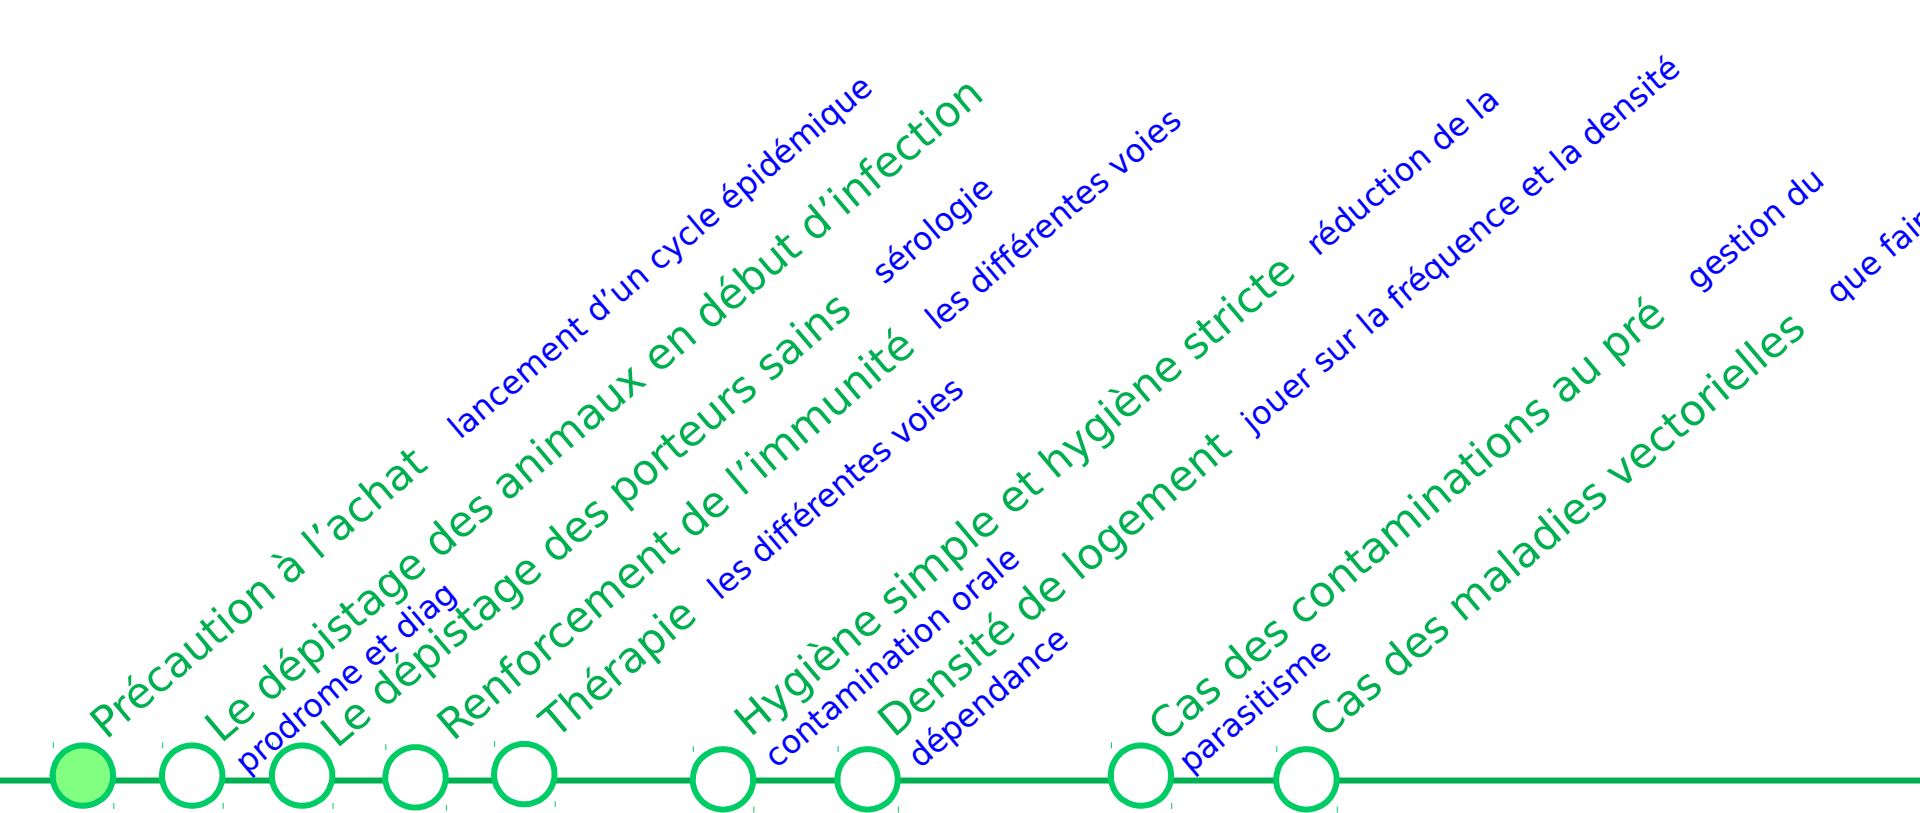 Précaution à l’achat lancement d’un cycle épidémique
Le dépistage des animaux en début d’infection
prodrome et diag
Le dépistage des porteurs sains sérologie
Renforcement de l’immunité les différentes voies
Thérapie les différentes voies
Hygiène simple et hygiène stricte réduction de la
contamination orale
Densité de logement jouer sur la fréquence et la densité
dépendance
Cas des contaminations au pré gestion du
parasitisme
Cas des maladies vectorielles que